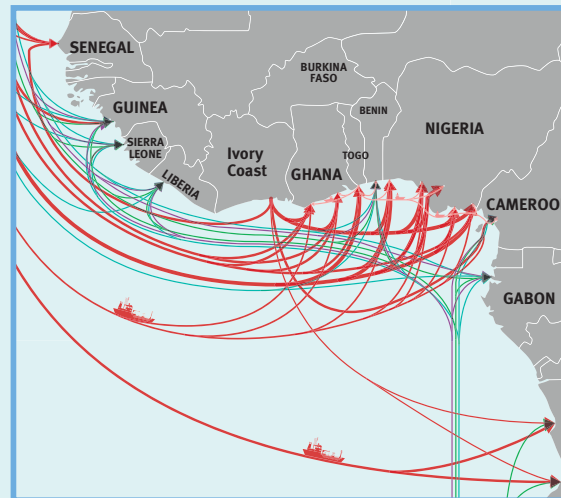 SENEGAL
BURKINA
FASO
GUINEA
BENIN
NIGERIA
SIERRA
LEONE
Ivory
Coast
TOGO
GHANA
LIBERIA
CAMEROO
GABON